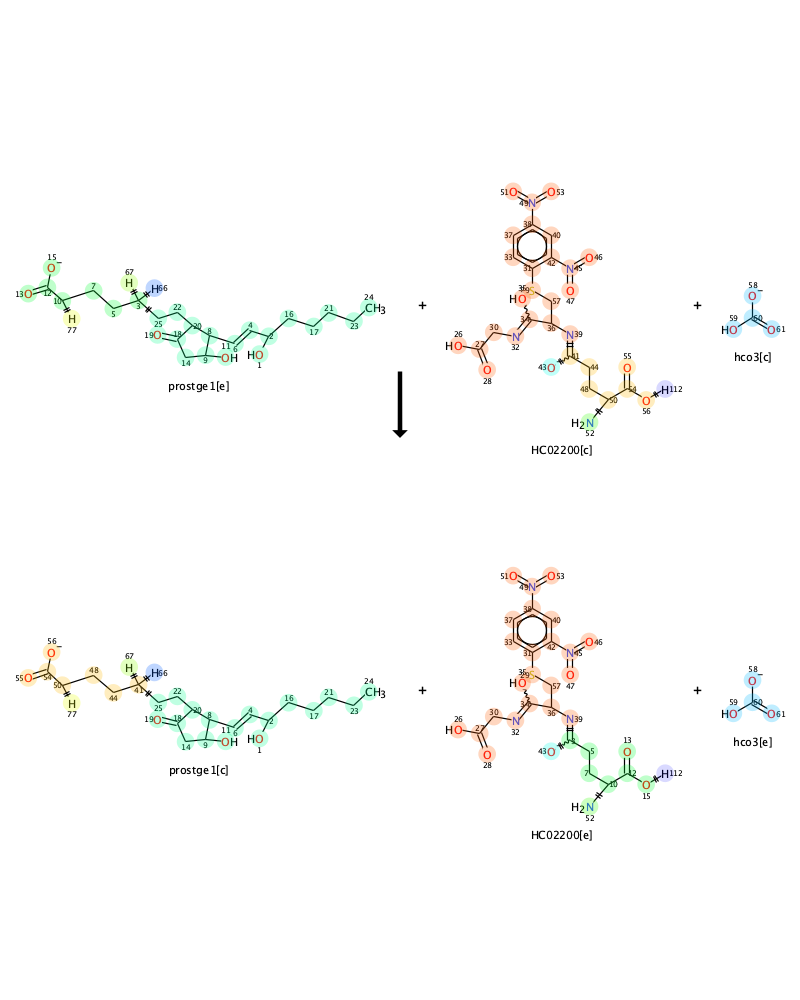 51 O O 53
N
49
38
37 40
33 42
31 N 45 O 46
O
47
15
O −
67
H H 66
13 O 12 10 7 5 3
H
77
25 22
19 O 18 20 8
14 9 OH
11 6 4 2
HO
1
16 17 21 23
24
CH3
+
35
HO 29 57
34 36 N 39
26
HO 27 30 N
32
O
28
43 O 41 44
48 50
55
O
54
O H 112
56
H2N
52
+
58
O −
59
HO 60 O 61
hco3[c]
prostge1[e]
HC02200[c]
51 O O 53
N
49
38
37 40
33 42
31 N 45 O 46
O
47
56
O −
67
H H 66
55 O 54 50 48 44 41
H
77
25 22
19 O 18 20 8
14 9 OH
11 6 4 2
HO
1
16 17 21 23
24
CH3
+
35
HO 29 57
34 36 N 39
26
HO 27 30 N
32
O
28
43 O 3 5
7 10
13
O
12
O H 112
15
H2N
52
+
58
O −
59
HO 60 O 61
hco3[e]
prostge1[c]
HC02200[e]